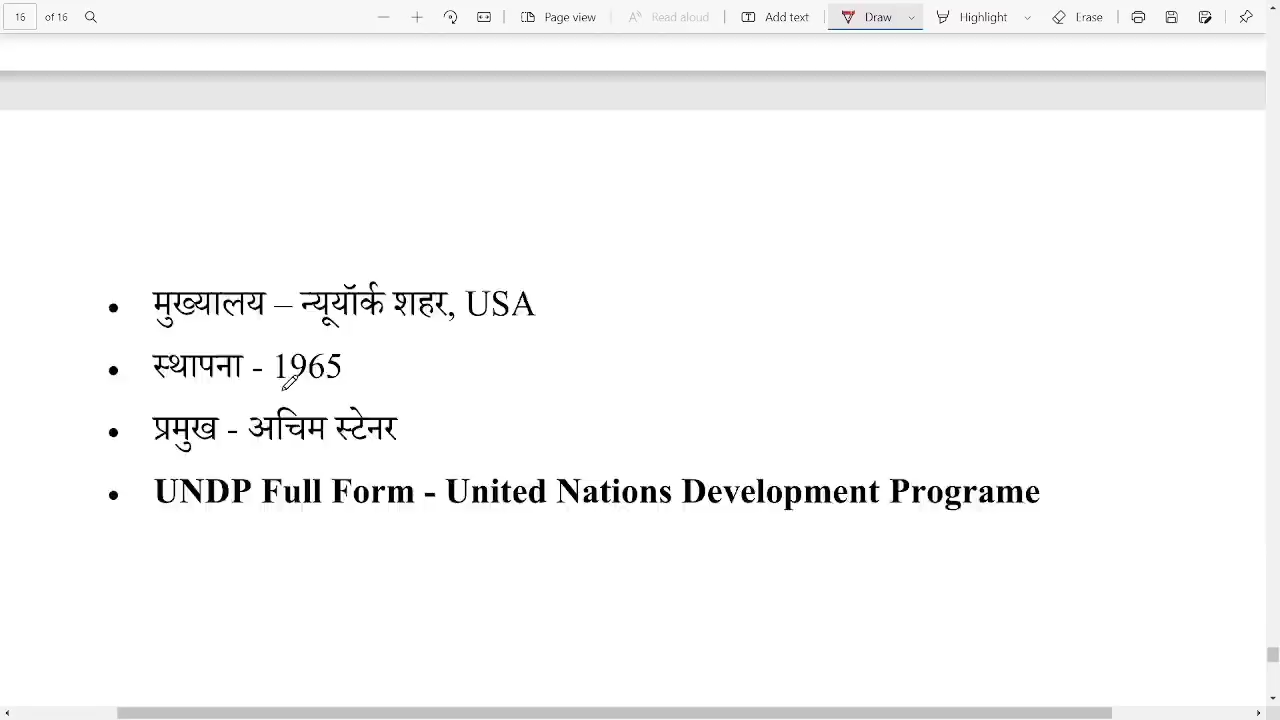 16 of 16 Page view Read aloud Add text Draw Highlight Erase
मुख्यालय – न्यूयॉर्क शहर, USA
स्थापना - 1965
प्रमुख - अचिम स्टेनर
UNDP Full Form - United Nations Development Programe